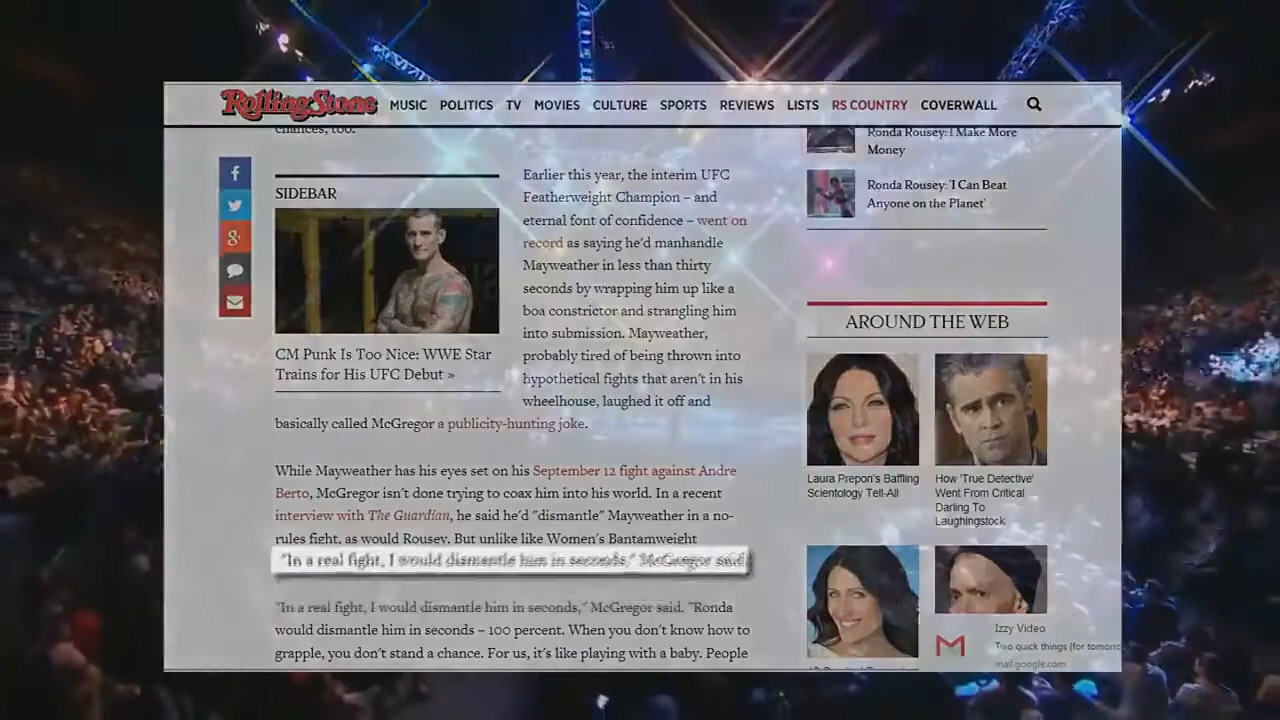 RollingStone MUSIC POLITICS TV MOVIES CULTURE SPORTS REVIEWS LISTS RS COUNTRY COVERWALL
chances, too.
SIDEBAR
CM Punk Is Too Nice: WWE Star
Trains for His UFC Debut »
Earlier this year, the interim UFC
Featherweight Champion – and
eternal font of confidence – went on
record as saying he'd manhandle
Mayweather in less than thirty
seconds by wrapping him up like a
boa constrictor and strangling him
into submission. Mayweather,
probably tired of being thrown into
hypothetical fights that aren't in his
wheelhouse, laughed it off and
basically called McGregor a publicity-hunting joke.
While Mayweather has his eyes set on his September 12 fight against Andre
Berto, McGregor isn't done trying to coax him into his world. In a recent
interview with The Guardian, he said he'd "dismantle" Mayweather in a no-
rules fight, as would Rousey. But unlike like Women's Bantamweight
"In a real fight, I would dismantle him in seconds," McGregor said.
"In a real fight, I would dismantle him in seconds," McGregor said. "Ronda
would dismantle him in seconds – 100 percent. When you don't know how to
grapple, you don't stand a chance. For us, it's like playing with a baby. People
Ronda Rousey: 'I Make More
Money
Ronda Rousey: 'I Can Beat
Anyone on the Planet'
AROUND THE WEB
Laura Prepon's Baffling
Scientology Tell-All
How 'True Detective'
Went From Critical
Darling To
Laughingstock
Izzy Video
Two quick things (for tomorro
mail.google.com